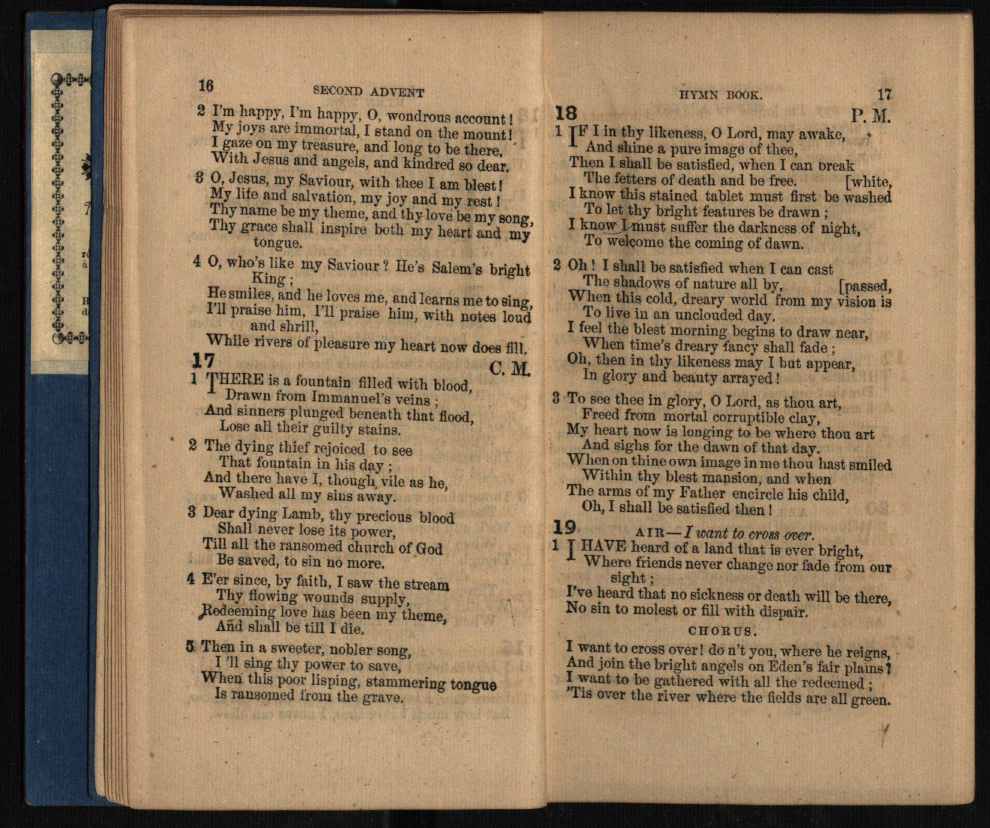 16
SECOND ADVENT
2 I'm happy, I'm happy, O, wondrous account!
My joys are immortal, I stand on the mount!
I gaze on my treasure, and long to be there,
With Jesus and angels, and kindred so dear.
3 O, Jesus, my Saviour, with thee I am blest!
My life and salvation, my joy and my rest!
Thy name be my theme, and thy love be my song,
Thy grace shall inspire both my heart and my
tongue.
4 O, who's like my Saviour? He's Salem's bright
King;
He smiles, and he loves me, and learns me to sing,
I'll praise him, I'll praise him, with notes loud
and shrill,
While rivers of pleasure my heart now does fill.
17
C. M.
1 THERE is a fountain filled with blood,
Drawn from Immanuel's veins;
And sinners plunged beneath that flood,
Lose all their guilty stains.
2 The dying thief rejoiced to see
That fountain in his day;
And there have I, though vile as he,
Washed all my sins away.
3 Dear dying Lamb, thy precious blood
Shall never lose its power,
Till all the ransomed church of God
Be saved, to sin no more.
4 E'er since, by faith, I saw the stream
Thy flowing wounds supply,
Redeeming love has been my theme,
And shall be till I die.
5 Then in a sweeter, nobler song,
I'll sing thy power to save,
When this poor lisping, stammering tongue
Is ransomed from the grave.
HYMN BOOK.
17
18
P. M.
1 IF I in thy likeness, O Lord, may awake,
And shine a pure image of thee,
Then I shall be satisfied, when I can break
The fetters of death and be free. [white,
I know this stained tablet must first be washed
To let thy bright features be drawn;
I know I must suffer the darkness of night,
To welcome the coming of dawn.
2 Oh! I shall be satisfied when I can cast
The shadows of nature all by, [passed,
When this cold, dreary world from my vision is
To live in an unclouded day.
I feel the blest morning begins to draw near,
When time's dreary fancy shall fade;
Oh, then in thy likeness may I but appear,
In glory and beauty arrayed!
3 To see thee in glory, O Lord, as thou art,
Freed from mortal corruptible clay,
My heart now is longing to be where thou art
And sighs for the dawn of that day.
When on thine own image in me thou hast smiled
Within thy blest mansion, and when
The arms of my Father encircle his child,
Oh, I shall be satisfied then!
19
AIR—I want to cross over.
1 I HAVE heard of a land that is ever bright,
Where friends never change nor fade from our
sight;
I've heard that no sickness or death will be there,
No sin to molest or fill with dispair.
CHORUS.
I want to cross over! do n't you, where he reigns,
And join the bright angels on Eden's fair plains?
I want to be gathered with all the redeemed;
'Tis over the river where the fields are all green.